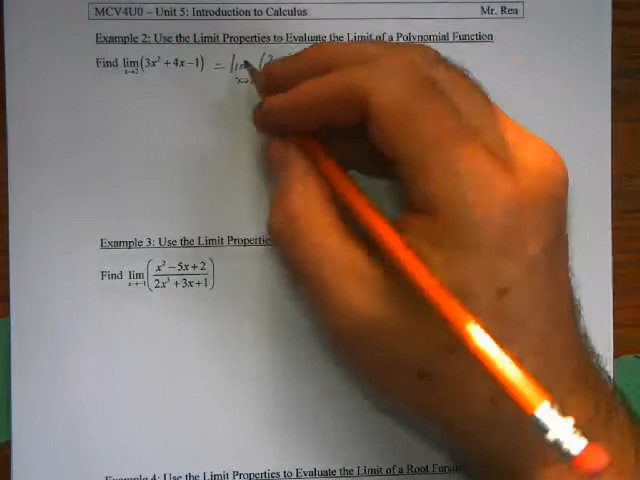 MCV4U0 – Unit 5: Introduction to Calculus Mr. Rea
Example 2: Use the Limit Properties to Evaluate the Limit of a Polynomial Function
Find lim x→2 (3x² + 4x − 1) = lim x→
Example 3: Use the Limit Properties
Find lim x→−1 (x² − 5x + 2 / 2x³ + 3x + 1)
Example 4: Use the Limit Properties to Evaluate the Limit of a Root